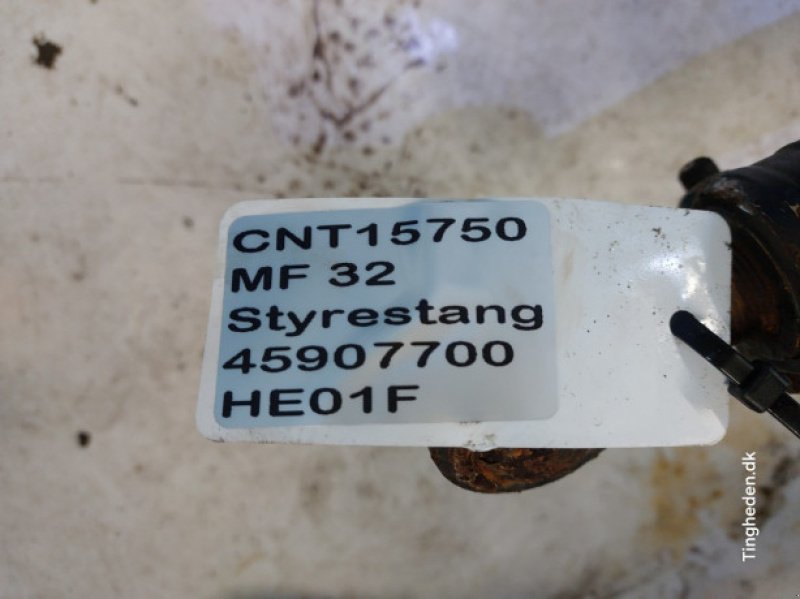 CNT15750
MF 32
Styrestang
45907700
HE01F
Tingheden.dk